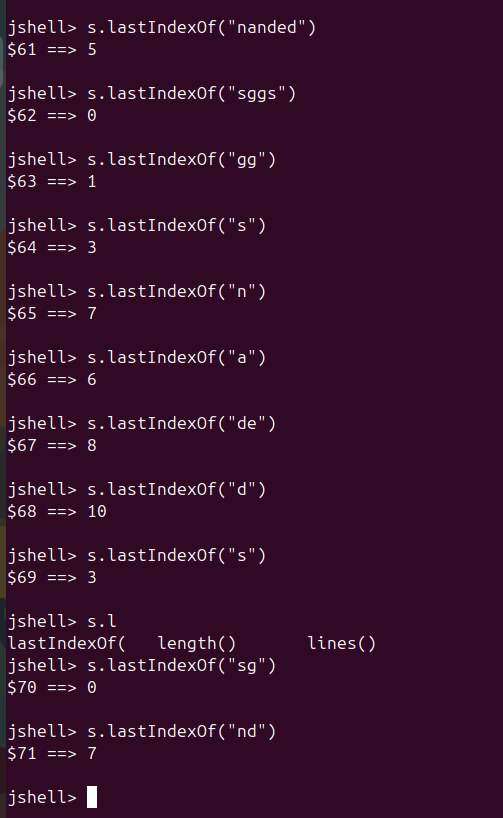 jshell> s.lastIndexOf("nanded")
$61 ==> 5
jshell> s.lastIndexOf("sggs")
$62 ==> 0
jshell> s.lastIndexOf("gg")
$63 ==> 1
jshell> s.lastIndexOf("s")
$64 ==> 3
jshell> s.lastIndexOf("n")
$65 ==> 7
jshell> s.lastIndexOf("a")
$66 ==> 6
jshell> s.lastIndexOf("de")
$67 ==> 8
jshell> s.lastIndexOf("d")
$68 ==> 10
jshell> s.lastIndexOf("s")
$69 ==> 3
jshell> s.l
lastIndexOf(   length()       lines()
jshell> s.lastIndexOf("sg")
$70 ==> 0
jshell> s.lastIndexOf("nd")
$71 ==> 7
jshell>